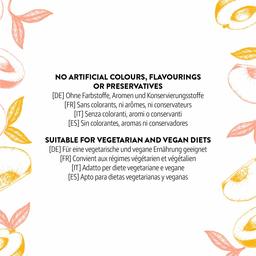 NO ARTIFICIAL COLOURS, FLAVOURINGS
OR PRESERVATIVES
[DE] Ohne Farbstoffe, Aromen und Konservierungsstoffe
[FR] Sans colorants, ni arômes, ni conservateurs
[IT] Senza coloranti, aromi o conservanti
[ES] Sin colorantes, aromas ni conservadores
SUITABLE FOR VEGETARIAN AND VEGAN DIETS
[DE] Für eine vegetarische und vegane Ernährung geeignet
[FR] Convient aux régimes végétarien et végétalien
[IT] Adatto per diete vegetariane e vegane
[ES] Apto para dietas vegetarianas y veganas